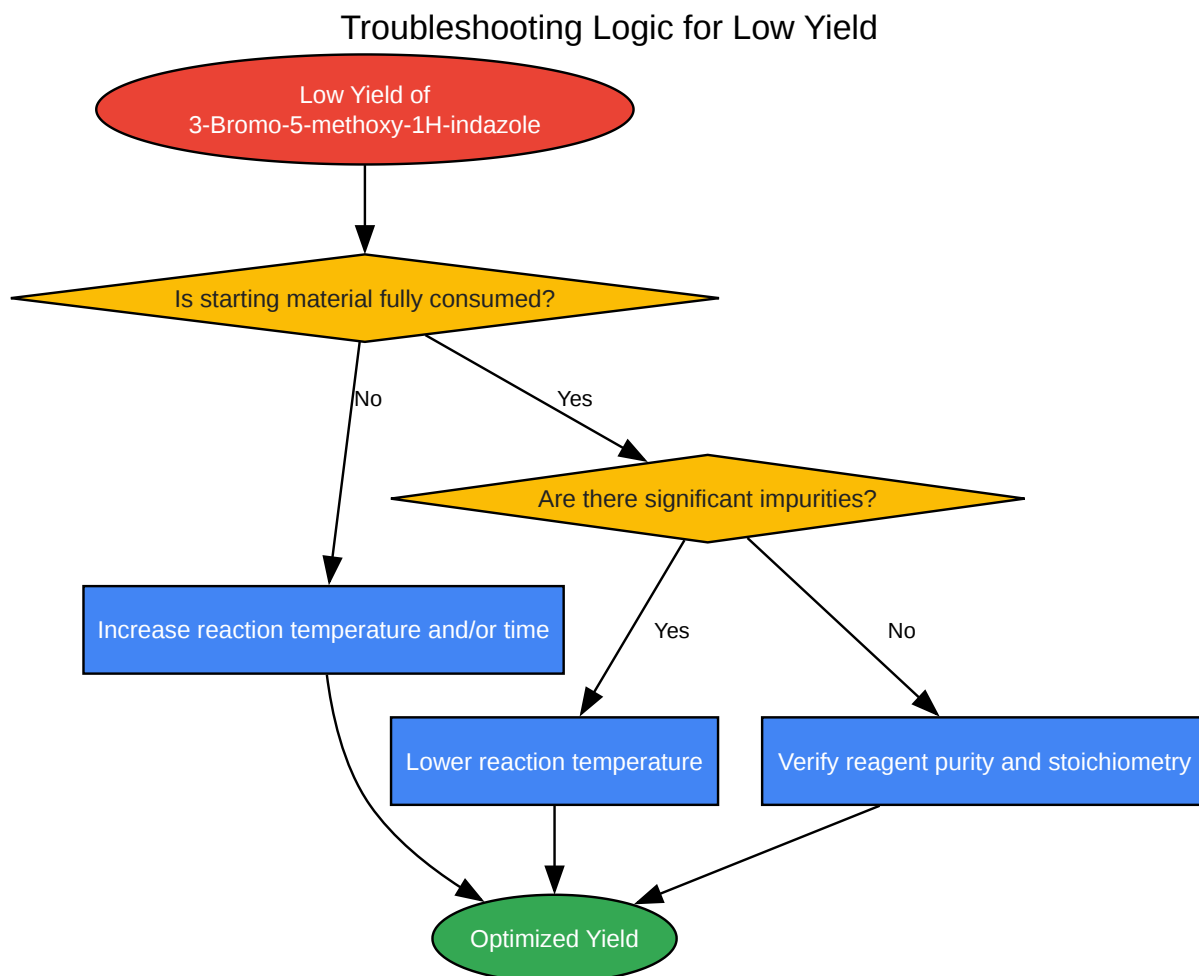 Troubleshooting Logic for Low Yield
Low Yield of
3-Bromo-5-methoxy-1H-indazole
Is starting material fully consumed?
No
Yes
Are there significant impurities?
Increase reaction temperature and/or time
Yes
No
Lower reaction temperature
Verify reagent purity and stoichiometry
Optimized Yield